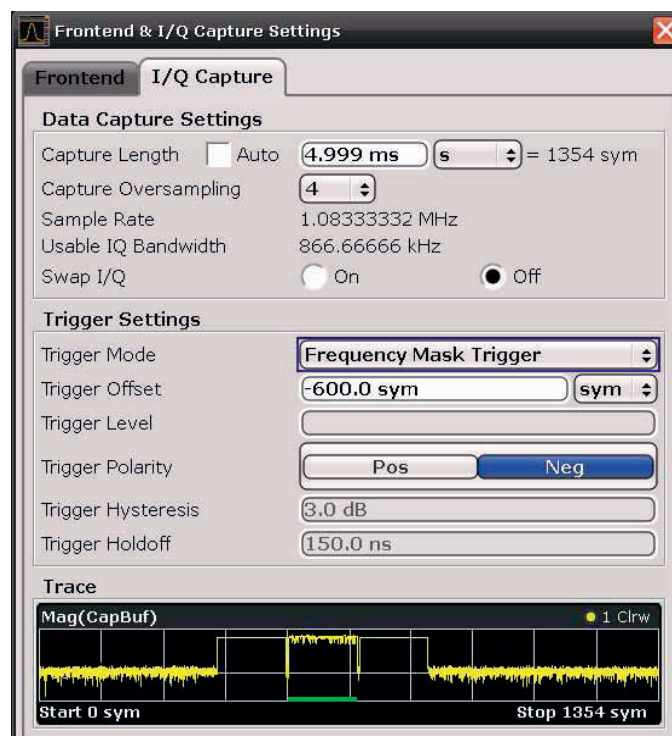 Frontend & I/Q Capture Settings
Frontend I/Q Capture
Data Capture Settings
Capture Length Auto 4.999 ms s = 1354 sym
Capture Oversampling 4
Sample Rate 1.08333332 MHz
Usable IQ Bandwidth 866.66666 kHz
Swap I/Q On Off
Trigger Settings
Trigger Mode Frequency Mask Trigger
Trigger Offset -600.0 sym sym
Trigger Level
Trigger Polarity Pos Neg
Trigger Hysteresis 3.0 dB
Trigger Holdoff 150.0 ns
Trace
Mag(CapBuf) 1 Clrw
Start 0 sym Stop 1354 sym